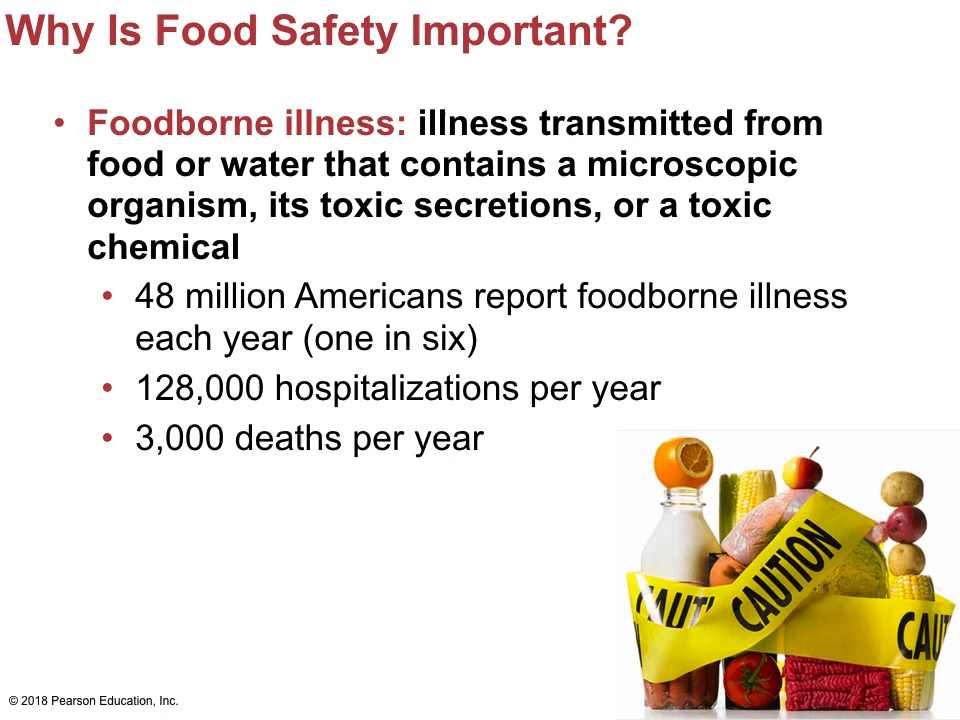 Why Is Food Safety Important?
• Foodborne illness: illness transmitted from
food or water that contains a microscopic
organism, its toxic secretions, or a toxic
chemical
• 48 million Americans report foodborne illness
each year (one in six)
• 128,000 hospitalizations per year
• 3,000 deaths per year
CAUTION
CAUT
CAU
© 2018 Pearson Education, Inc.